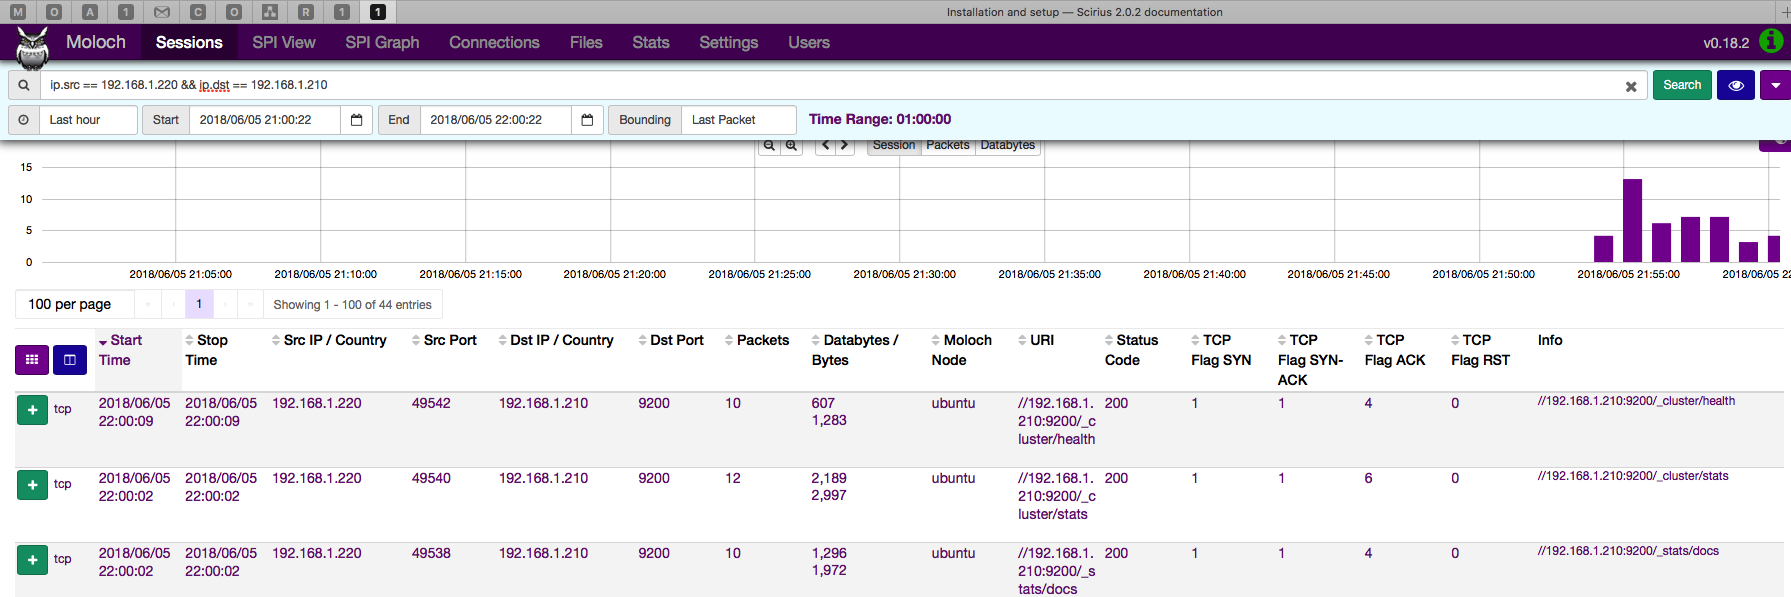 M O A 1 C O R 1 1 Installation and setup — Scirius 2.0.2 documentation
Moloch Sessions SPI View SPI Graph Connections Files Stats Settings Users v0.18.2
ip.src == 192.168.1.220 && ip.dst == 192.168.1.210 Search
Last hour Start 2018/06/05 21:00:22 End 2018/06/05 22:00:22 Bounding Last Packet Time Range: 01:00:00
Session Packets Databytes
15
10
5
0
2018/06/05 21:05:00 2018/06/05 21:10:00 2018/06/05 21:15:00 2018/06/05 21:20:00 2018/06/05 21:25:00 2018/06/05 21:30:00 2018/06/05 21:35:00 2018/06/05 21:40:00 2018/06/05 21:45:00 2018/06/05 21:50:00 2018/06/05 21:55:00 2018/06/05 22
100 per page « ‹ 1 › » Showing 1 - 100 of 44 entries
Start Stop Src IP / Country Src Port Dst IP / Country Dst Port Packets Databytes / Moloch URI Status TCP TCP TCP TCP Info
Time Time Bytes Node Code Flag SYN Flag SYN- Flag ACK Flag RST
ACK
+ tcp 2018/06/05 2018/06/05 192.168.1.220 49542 192.168.1.210 9200 10 607 ubuntu //192.168.1. 200 1 1 4 0 //192.168.1.210:9200/_cluster/health
22:00:09 22:00:09 1,283 210:9200/_c
luster/health
+ tcp 2018/06/05 2018/06/05 192.168.1.220 49540 192.168.1.210 9200 12 2,189 ubuntu //192.168.1. 200 1 1 6 0 //192.168.1.210:9200/_cluster/stats
22:00:02 22:00:02 2,997 210:9200/_c
luster/stats
+ tcp 2018/06/05 2018/06/05 192.168.1.220 49538 192.168.1.210 9200 10 1,296 ubuntu //192.168.1. 200 1 1 4 0 //192.168.1.210:9200/_stats/docs
22:00:02 22:00:02 1,972 210:9200/_s
tats/docs